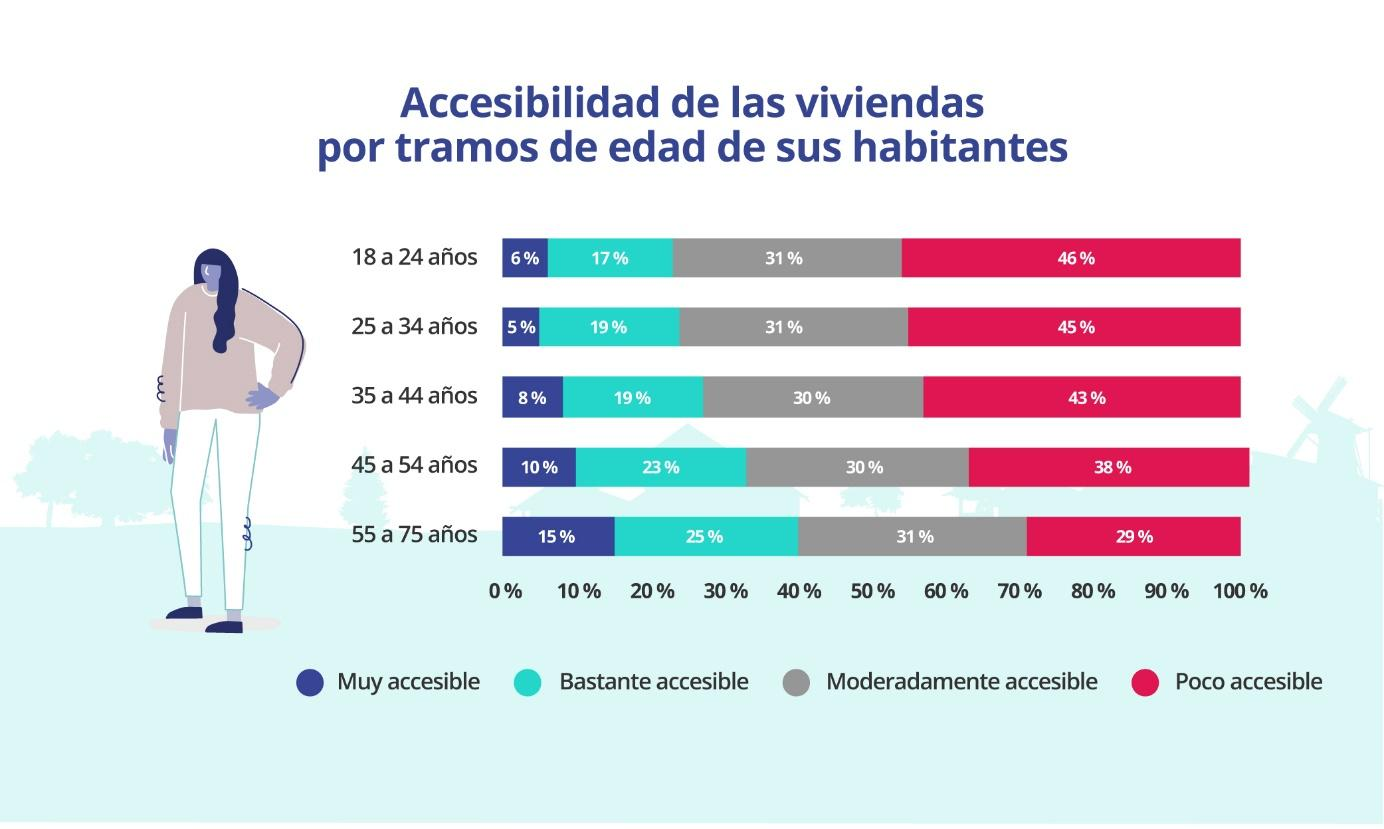 Accesibilidad de las viviendas
por tramos de edad de sus habitantes
18 a 24 años 6 % 17 % 31 % 46 %
25 a 34 años 5 % 19 % 31 % 45 %
35 a 44 años 8 % 19 % 30 % 43 %
45 a 54 años 10 % 23 % 30 % 38 %
55 a 75 años 15 % 25 % 31 % 29 %
0 % 10 % 20 % 30 % 40 % 50 % 60 % 70 % 80 % 90 % 100 %
Muy accesible Bastante accesible Moderadamente accesible Poco accesible